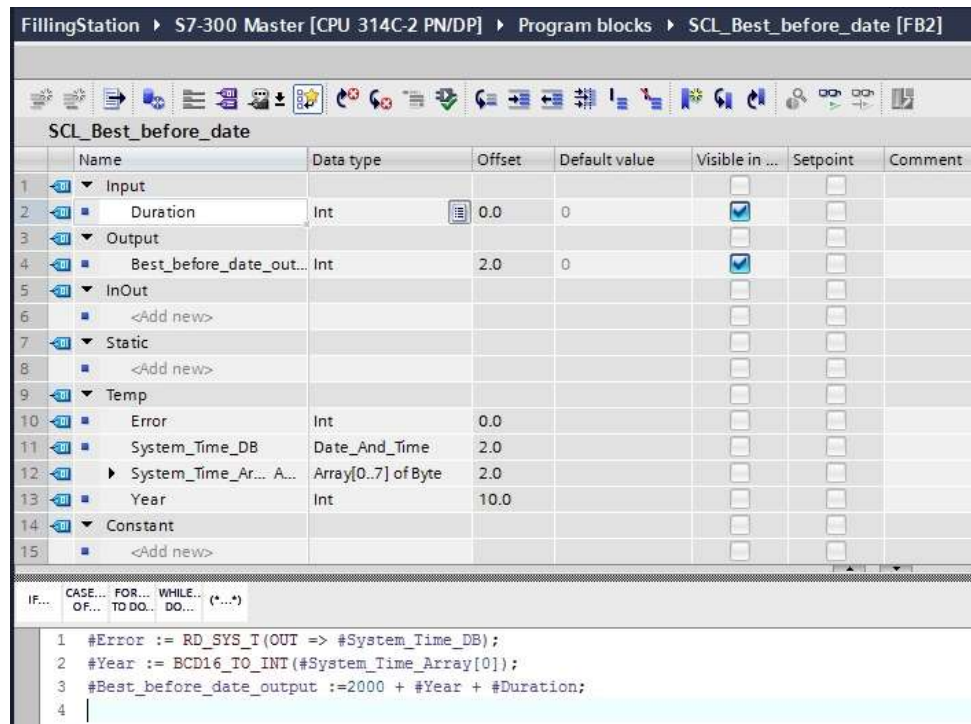 FillingStation ▸ S7-300 Master [CPU 314C-2 PN/DP] ▸ Program blocks ▸ SCL_Best_before_date [FB2]
SCL_Best_before_date
Name Data type Offset Default value Visible in ... Setpoint Comment
1 Input
2 Duration Int 0.0 0
3 Output
4 Best_before_date_out... Int 2.0 0
5 InOut
6 <Add new>
7 Static
8 <Add new>
9 Temp
10 Error Int 0.0
11 System_Time_DB Date_And_Time 2.0
12 System_Time_Ar... A... Array[0..7] of Byte 2.0
13 Year Int 10.0
14 Constant
15 <Add new>
IF... CASE... OF... FOR... TO DO... WHILE... DO... (*...*)
1 #Error := RD_SYS_T(OUT => #System_Time_DB);
2 #Year := BCD16_TO_INT(#System_Time_Array[0]);
3 #Best_before_date_output :=2000 + #Year + #Duration;
4